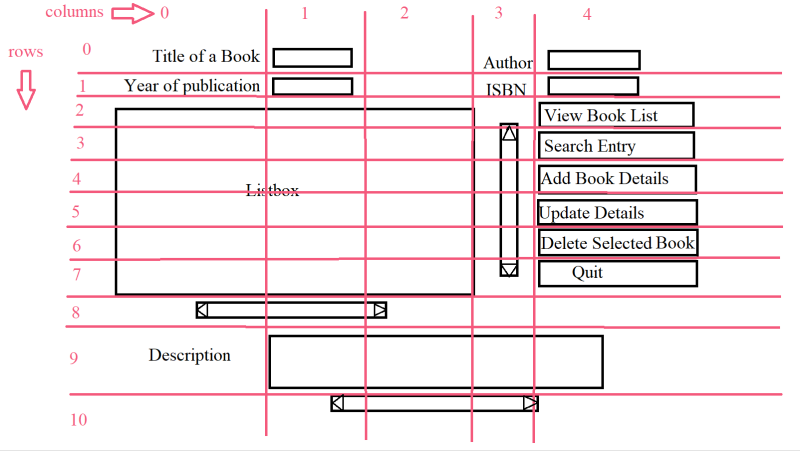 columns 0 1 2 3 4
rows
0 Title of a Book Author
1 Year of publication ISBN
2 View Book List
3 Search Entry
4 Add Book Details
Listbox
5 Update Details
6 Delete Selected Book
7 Quit
8
9 Description
10